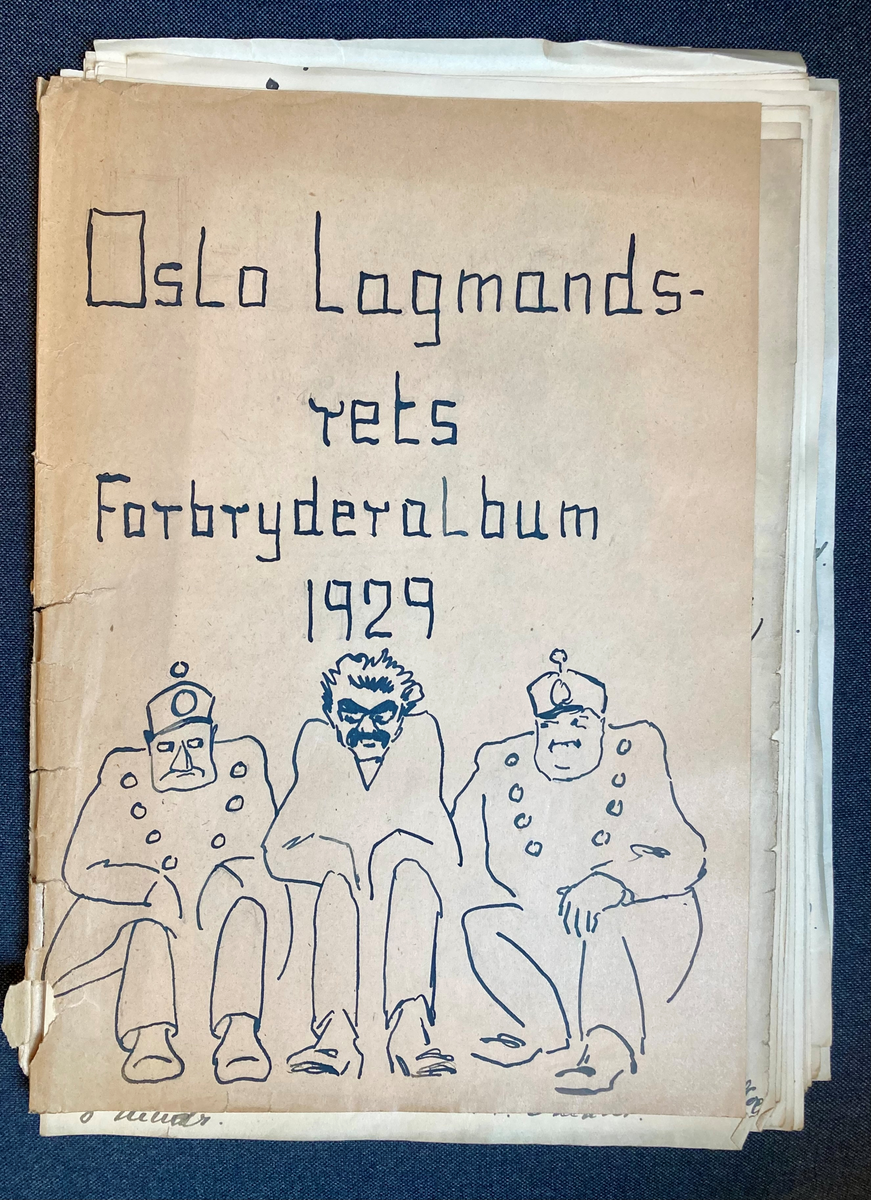 Oslo Lagmands-
rets
Forbryderalbum
1929